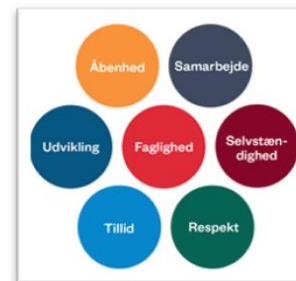 Åbenhed
Samarbejde
Udvikling
Faglighed
Selvstæn-
dighed
Tillid
Respekt